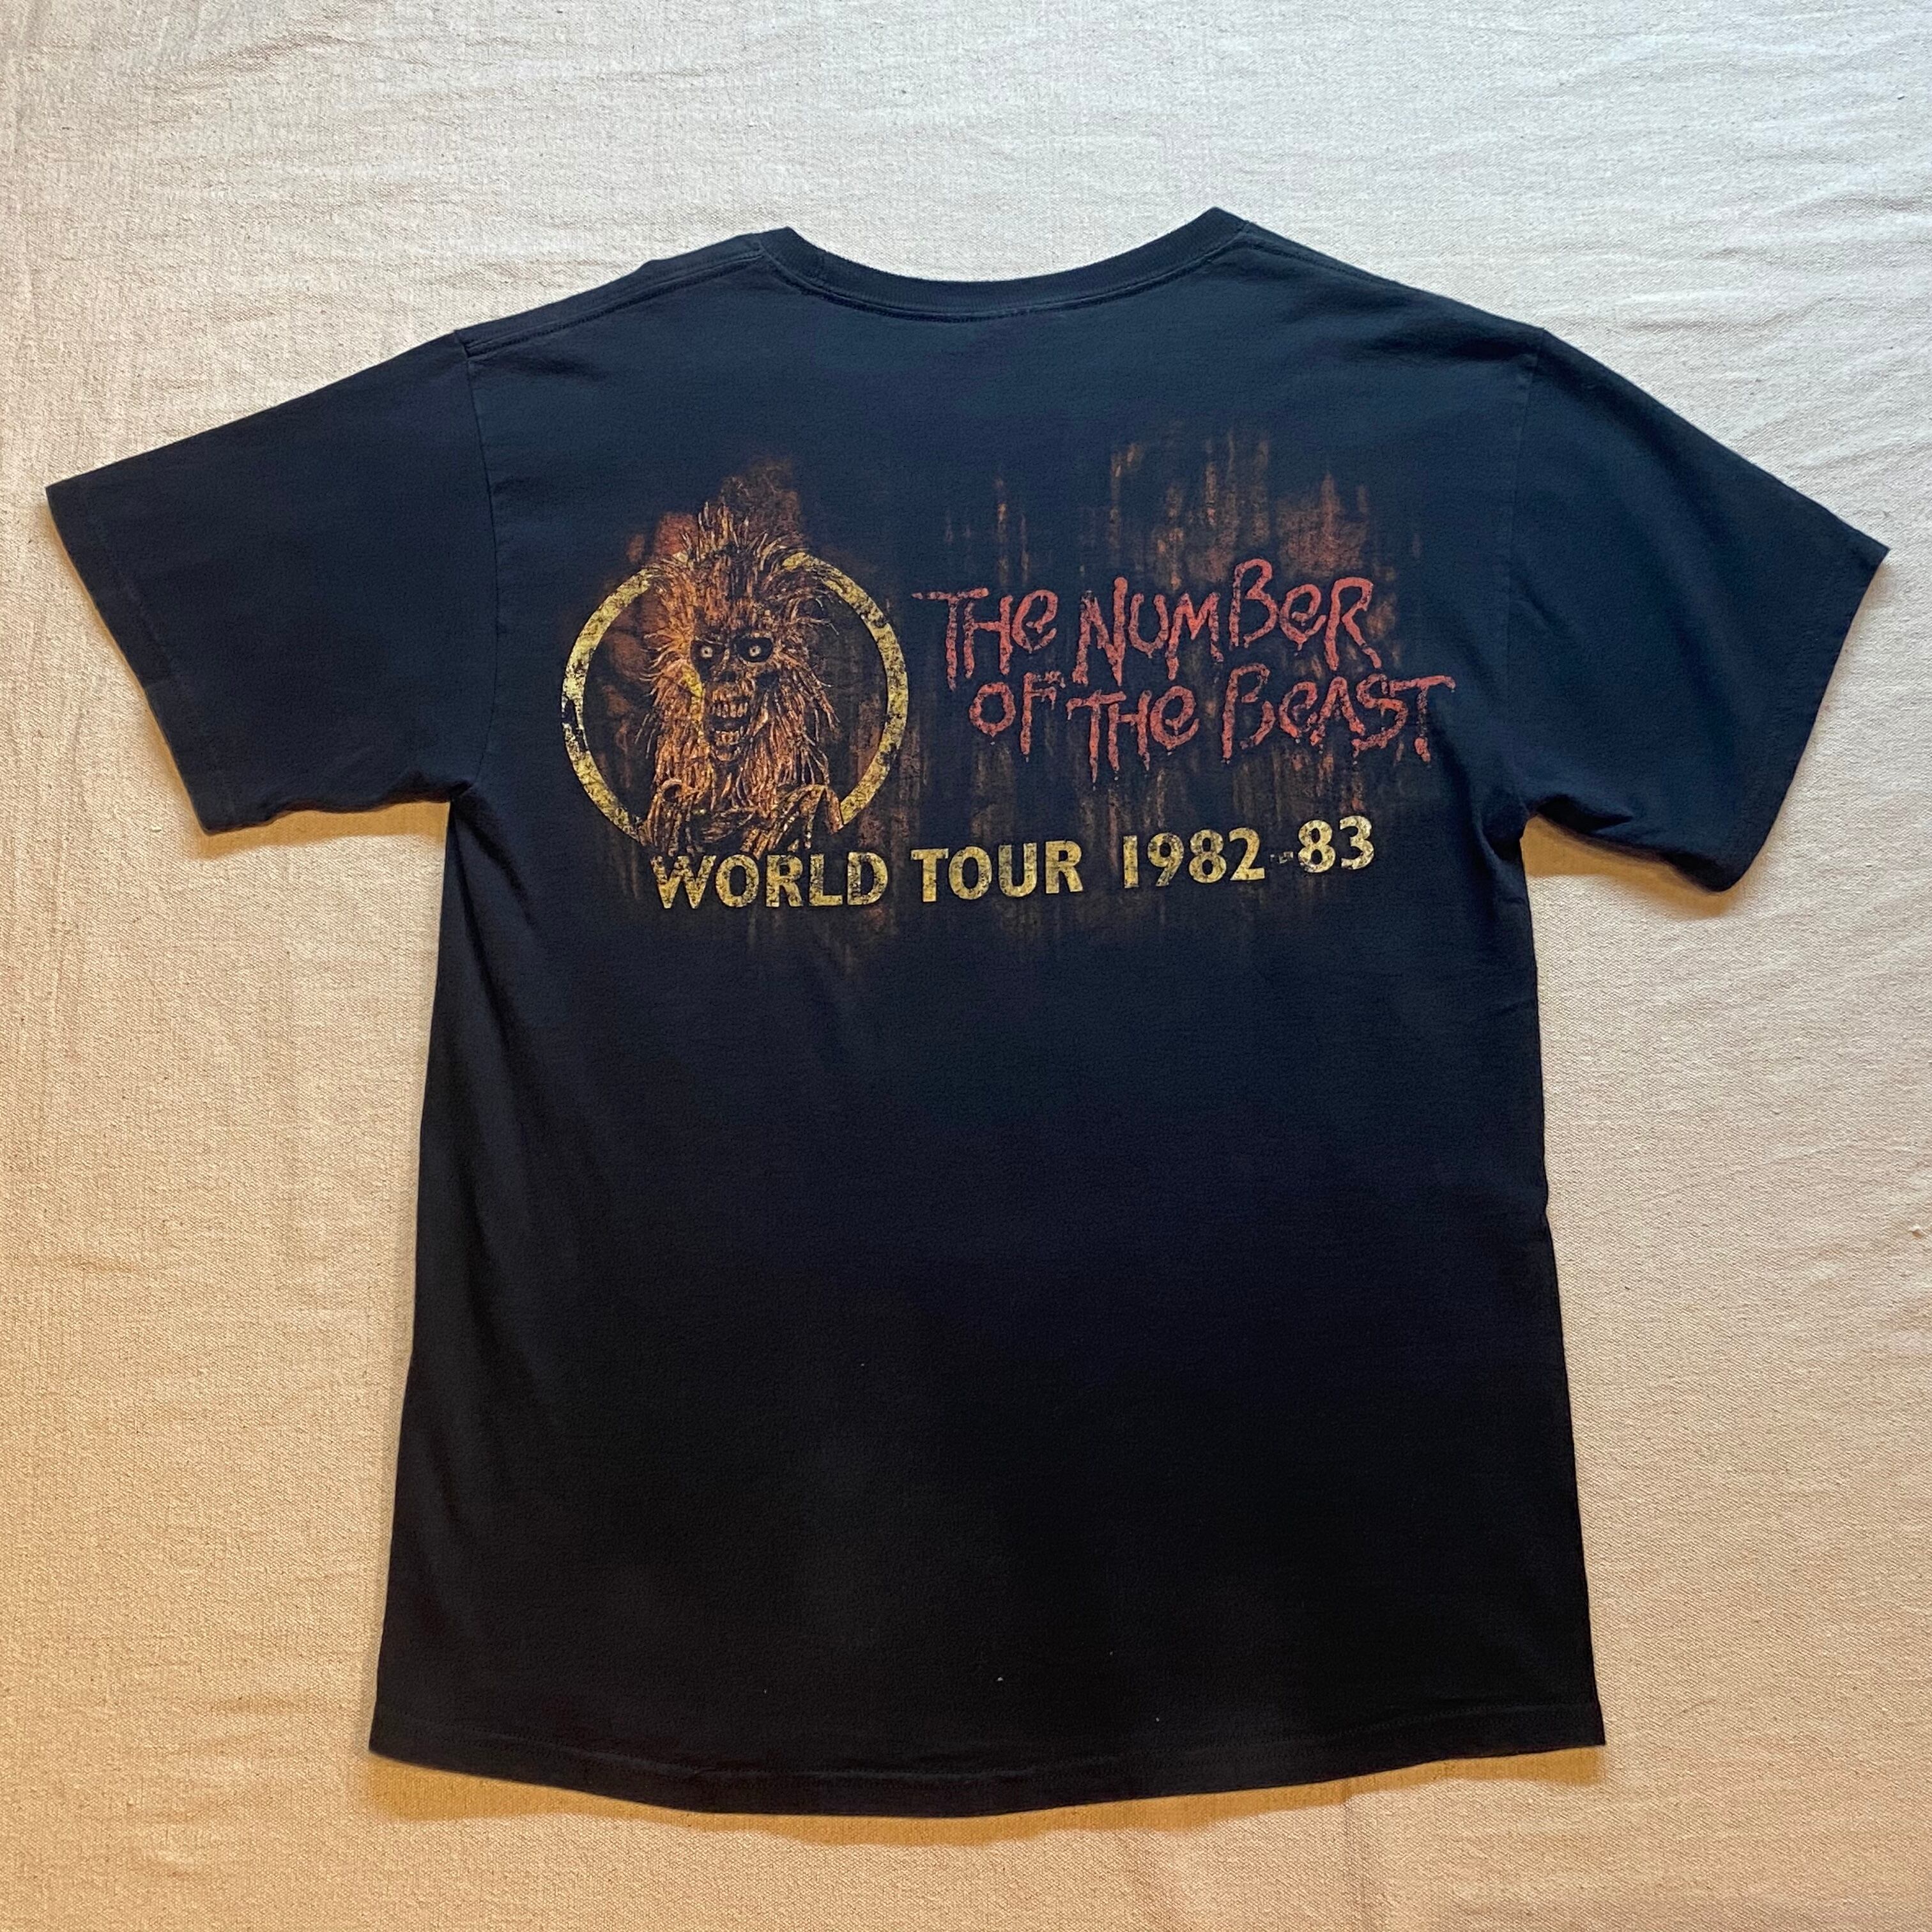 THE NUMBER
OF THE BEAST
WORLD TOUR 1982-83